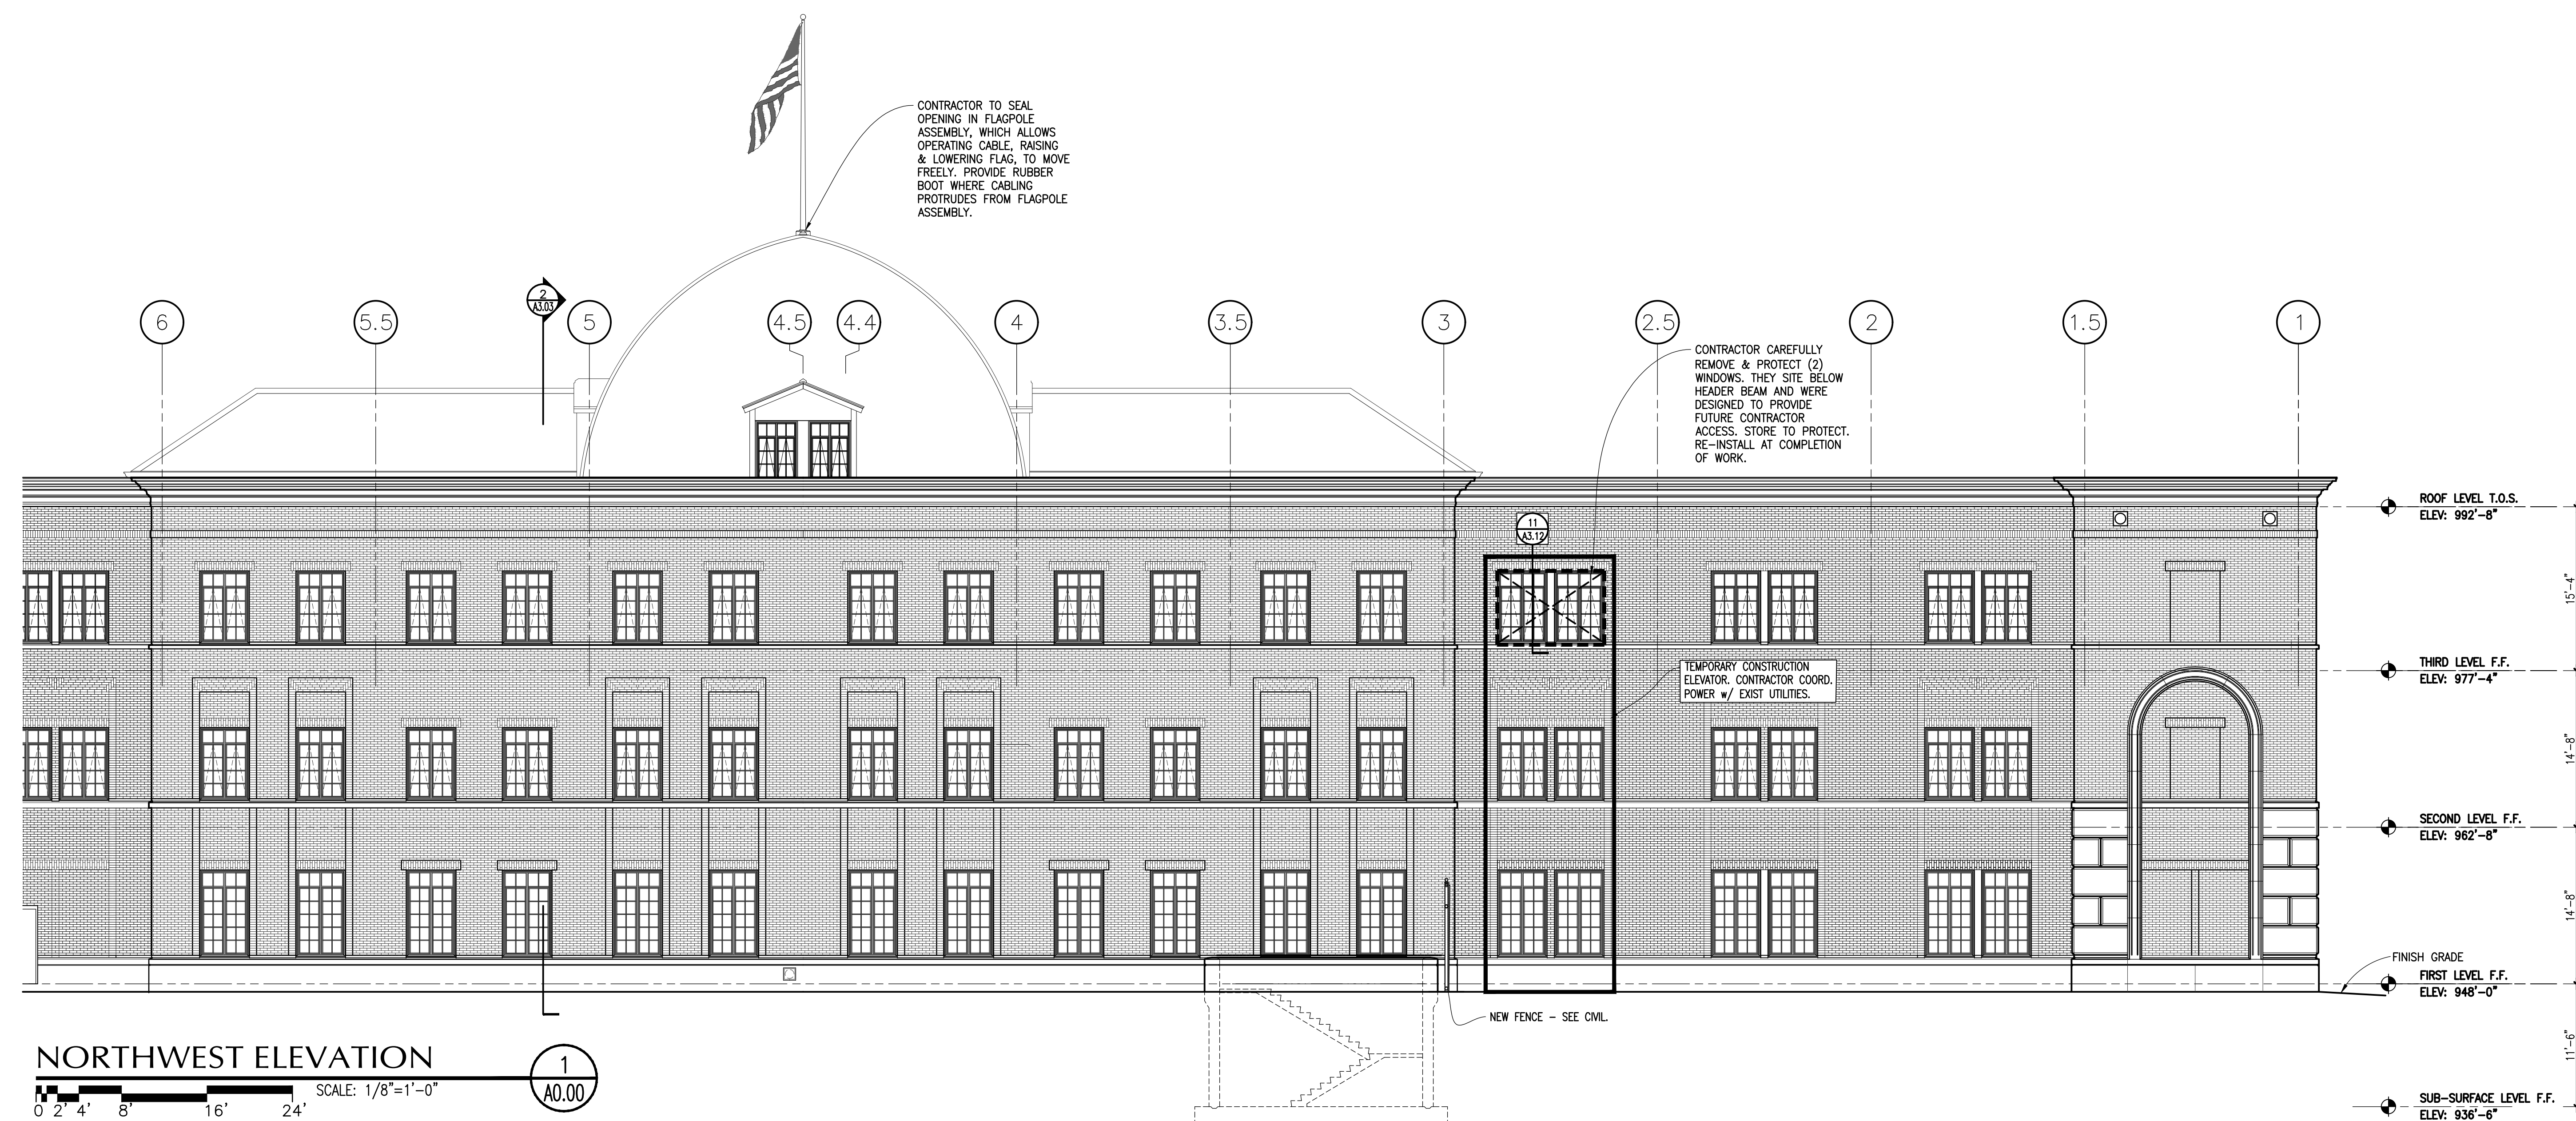 CONTRACTOR TO SEAL
OPENING IN FLAGPOLE
ASSEMBLY, WHICH ALLOWS
OPERATING CABLE, RAISING
& LOWERING FLAG, TO MOVE
FREELY. PROVIDE RUBBER
BOOT WHERE CABLING
PROTRUDES FROM FLAGPOLE
ASSEMBLY.
2
A3.03
6
5.5
5
4.5
4.4
4
3.5
3
2.5
2
1.5
1
CONTRACTOR CAREFULLY
REMOVE & PROTECT (2)
WINDOWS. THEY SITE BELOW
HEADER BEAM AND WERE
DESIGNED TO PROVIDE
FUTURE CONTRACTOR
ACCESS. STORE TO PROTECT.
RE-INSTALL AT COMPLETION
OF WORK.
11
A3.12
ROOF LEVEL T.O.S.
ELEV: 992'-8"
15'-4"
TEMPORARY CONSTRUCTION
ELEVATOR. CONTRACTOR COORD.
POWER w/ EXIST UTILITIES.
THIRD LEVEL F.F.
ELEV: 977'-4"
14'-8"
SECOND LEVEL F.F.
ELEV: 962'-8"
14'-8"
FINISH GRADE
FIRST LEVEL F.F.
ELEV: 948'-0"
NEW FENCE - SEE CIVIL.
11'-6"
SUB-SURFACE LEVEL F.F.
ELEV: 936'-6"
NORTHWEST ELEVATION
1
A0.00
SCALE: 1/8"=1'-0"
0 2' 4' 8' 16' 24'